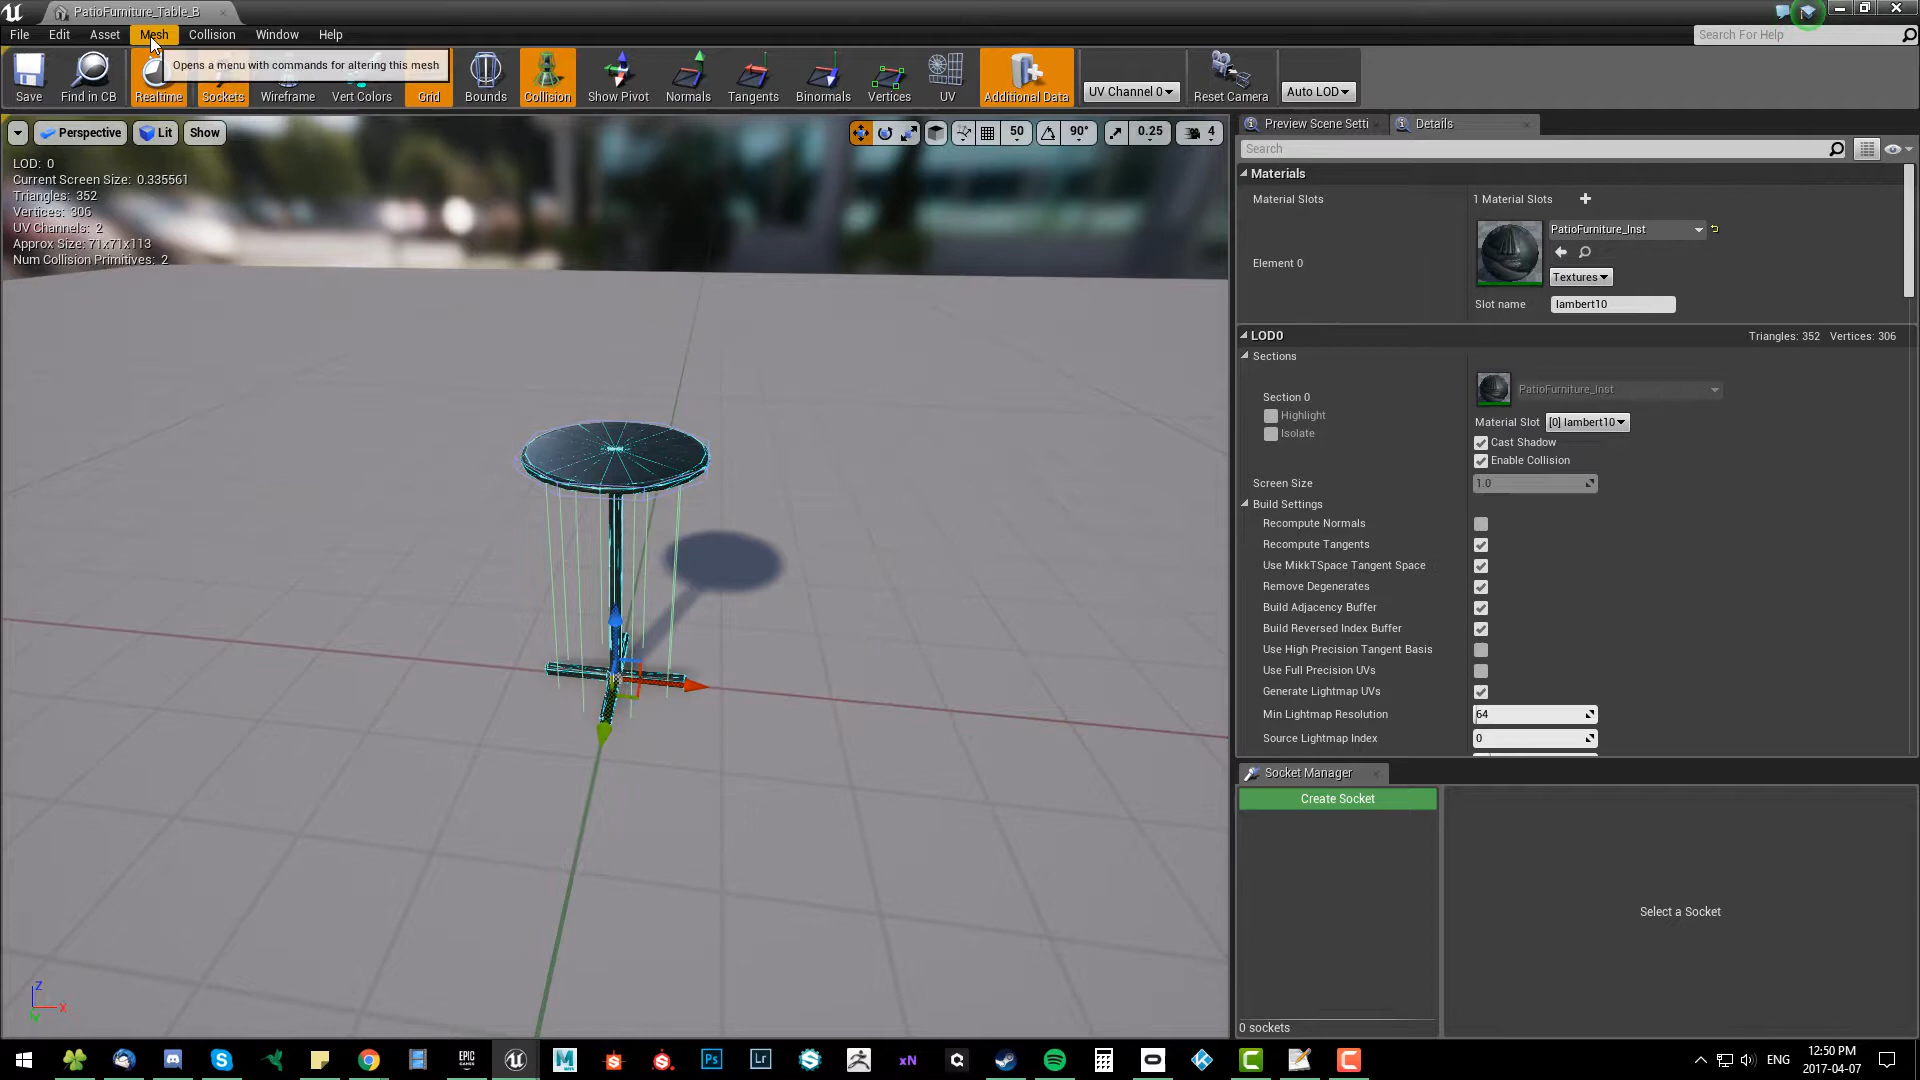 PatioFurniture_Table_B
File Edit Asset Mesh Collision Window Help
Search For Help
Opens a menu with commands for altering this mesh
Save Find in CB Realtime Sockets Wireframe Vert Colors Grid Bounds Collision Show Pivot Normals Tangents Binormals Vertices UV Additional Data UV Channel 0 Reset Camera Auto LOD
Perspective Lit Show 50 90° 0.25 4
LOD: 0
Current Screen Size: 0.335561
Triangles: 352
Vertices: 306
UV Channels: 2
Approx Size: 71x71x113
Num Collision Primitives: 2
Z
X
Y
Preview Scene Setti Details
Search
Materials
Material Slots 1 Material Slots
PatioFurniture_Inst
Element 0
Textures
Slot name lambert10
LOD0 Triangles: 352 Vertices: 306
Sections
PatioFurniture_Inst
Section 0
Highlight
Isolate
Material Slot [0] lambert10
Cast Shadow
Enable Collision
Screen Size 1.0
Build Settings
Recompute Normals
Recompute Tangents
Use MikkTSpace Tangent Space
Remove Degenerates
Build Adjacency Buffer
Build Reversed Index Buffer
Use High Precision Tangent Basis
Use Full Precision UVs
Generate Lightmap UVs
Min Lightmap Resolution 64
Source Lightmap Index 0
Socket Manager
Create Socket
Select a Socket
0 sockets
EPIC GAMES
Ps
Lr
xN
ENG
12:50 PM
2017-04-07